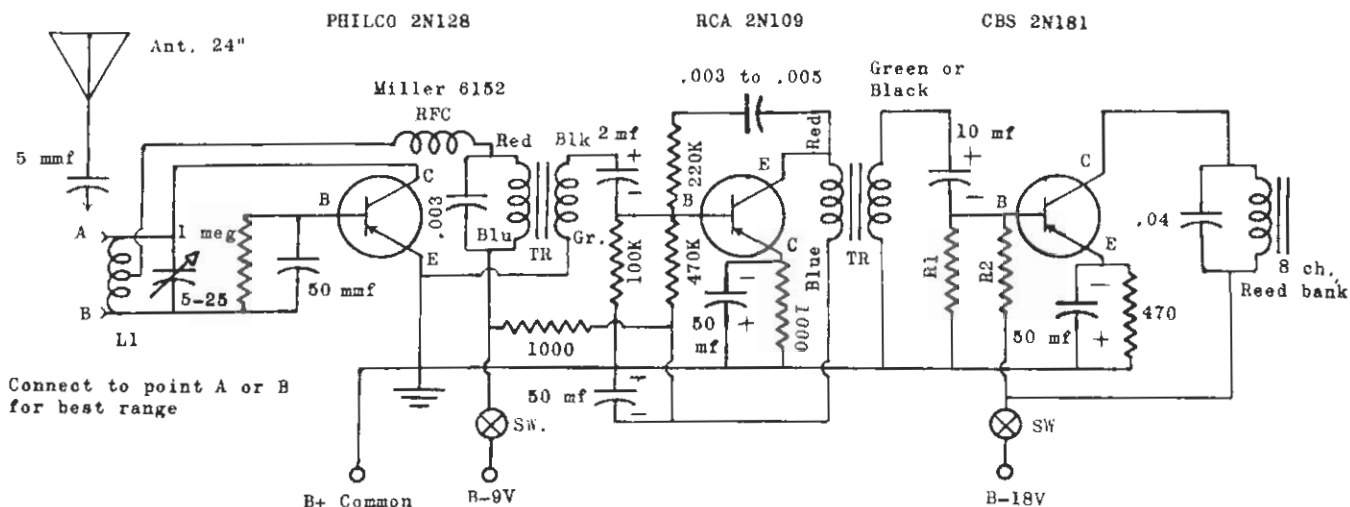 PHILCO 2N128
RCA 2N109
CBS 2N181
Ant. 24"
Miller 6152
RFC
.003 to .005
Green or
Black
5 mmf
Red
Blk
2 mf
+
-
220K
Red
10 mf
+
-
C
B
E
.003
Blu
TR
Gr.
E
B
C
TR
C
B
E
.04
A
1 meg
B
5-25
50 mmf
L1
100K
470K
50
mf
-
+
1000
Blue
R1
R2
50 mf
-
+
470
8 ch.
Reed bank
1000
Connect to point A or B
for best range
50 mf
+
-
SW.
SW
B+ Common
B-9V
B-18V